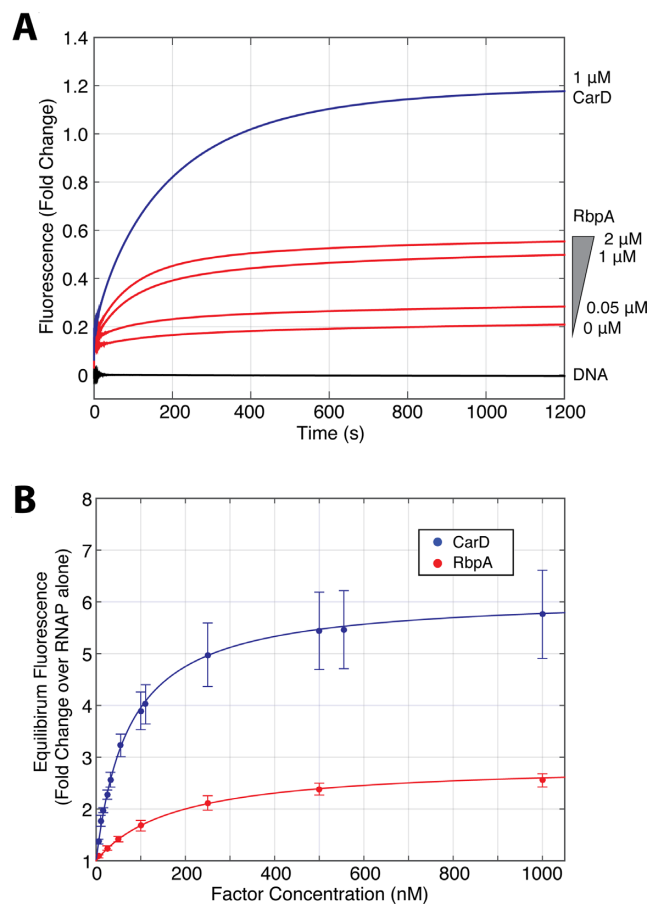 A
Fluorescence (Fold Change)
1.4
1.2
1.0
0.8
0.6
0.4
0.2
0
0 200 400 600 800 1000 1200
Time (s)
1 µM
CarD
RbpA
2 µM
1 µM
0.05 µM
0 µM
DNA
B
Equilibirum Fluorescence
(Fold Change over RNAP alone)
8
7
6
5
4
3
2
1
0 200 400 600 800 1000
Factor Concentration (nM)
CarD
RbpA